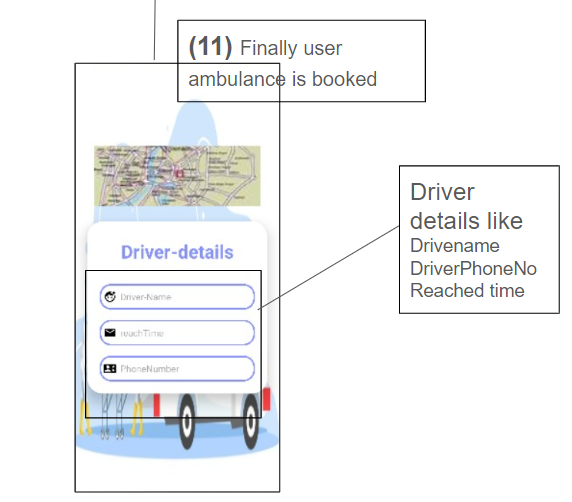 (11) Finally user
ambulance is booked
Driver-details
Driver-Name
reachTime
PhoneNumber
Driver
details like
Drivename
DriverPhoneNo
Reached time